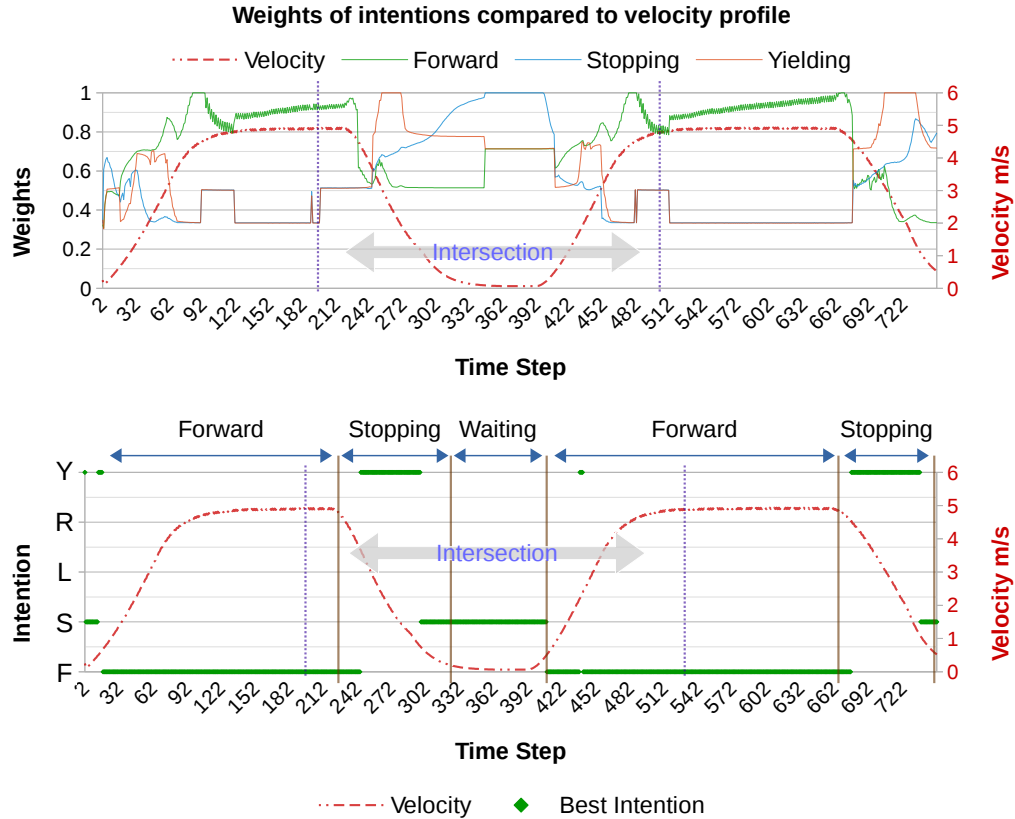 Weights of intentions compared to velocity profile
Velocity Forward Stopping Yielding
1 6
0.8 5
4
0.6
3
0.4
2
0.2 Intersection 1
0 0
Weights
Velocity m/s
2 32 62 92 122 152 182 212 242 272 302 332 362 392 422 452 482 512 542 572 602 632 662 692 722
Time Step
Forward Stopping Waiting Forward Stopping
Y 6
R 5
4
L Intersection 3
2
S 1
F 0
Intention
Velocity m/s
2 32 62 92 122 152 182 212 242 272 302 332 362 392 422 452 482 512 542 572 602 632 662 692 722
Time Step
Velocity Best Intention